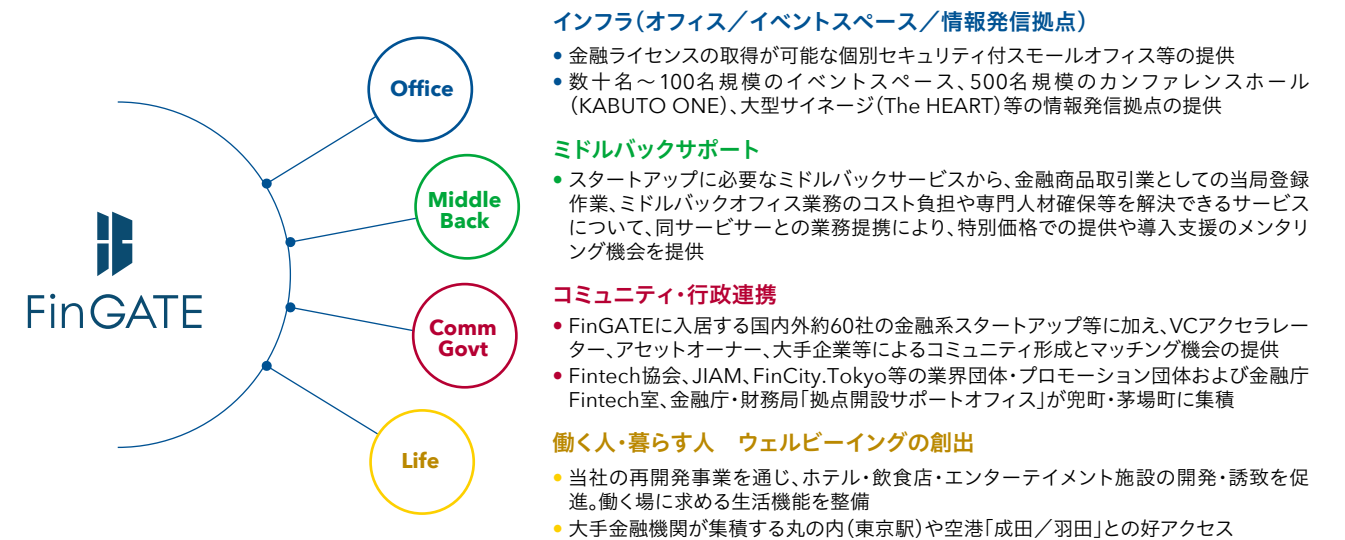 FinGATE
Office
Middle
Back
Comm
Govt
Life
インフラ（オフィス／イベントスペース／情報発信拠点）
• 金融ライセンスの取得が可能な個別セキュリティ付スモールオフィス等の提供
• 数十名～100名規模のイベントスペース、500名規模のカンファレンスホール
（KABUTO ONE）、大型サイネージ（The HEART）等の情報発信拠点の提供
ミドルバックサポート
• スタートアップに必要なミドルバックサービスから、金融商品取引業としての当局登録
作業、ミドルバックオフィス業務のコスト負担や専門人材確保等を解決できるサービス
について、同サービサーとの業務提携により、特別価格での提供や導入支援のメンタリ
ング機会を提供
コミュニティ・行政連携
• FinGATEに入居する国内外約60社の金融系スタートアップ等に加え、VCアクセラレー
ター、アセットオーナー、大手企業等によるコミュニティ形成とマッチング機会の提供
• Fintech協会、JIAM、FinCity.Tokyo等の業界団体・プロモーション団体および金融庁
Fintech室、金融庁・財務局「拠点開設サポートオフィス」が兜町・茅場町に集積
働く人・暮らす人　ウェルビーイングの創出
• 当社の再開発事業を通じ、ホテル・飲食店・エンターテイメント施設の開発・誘致を促
進。働く場に求める生活機能を整備
• 大手金融機関が集積する丸の内（東京駅）や空港「成田／羽田」との好アクセス